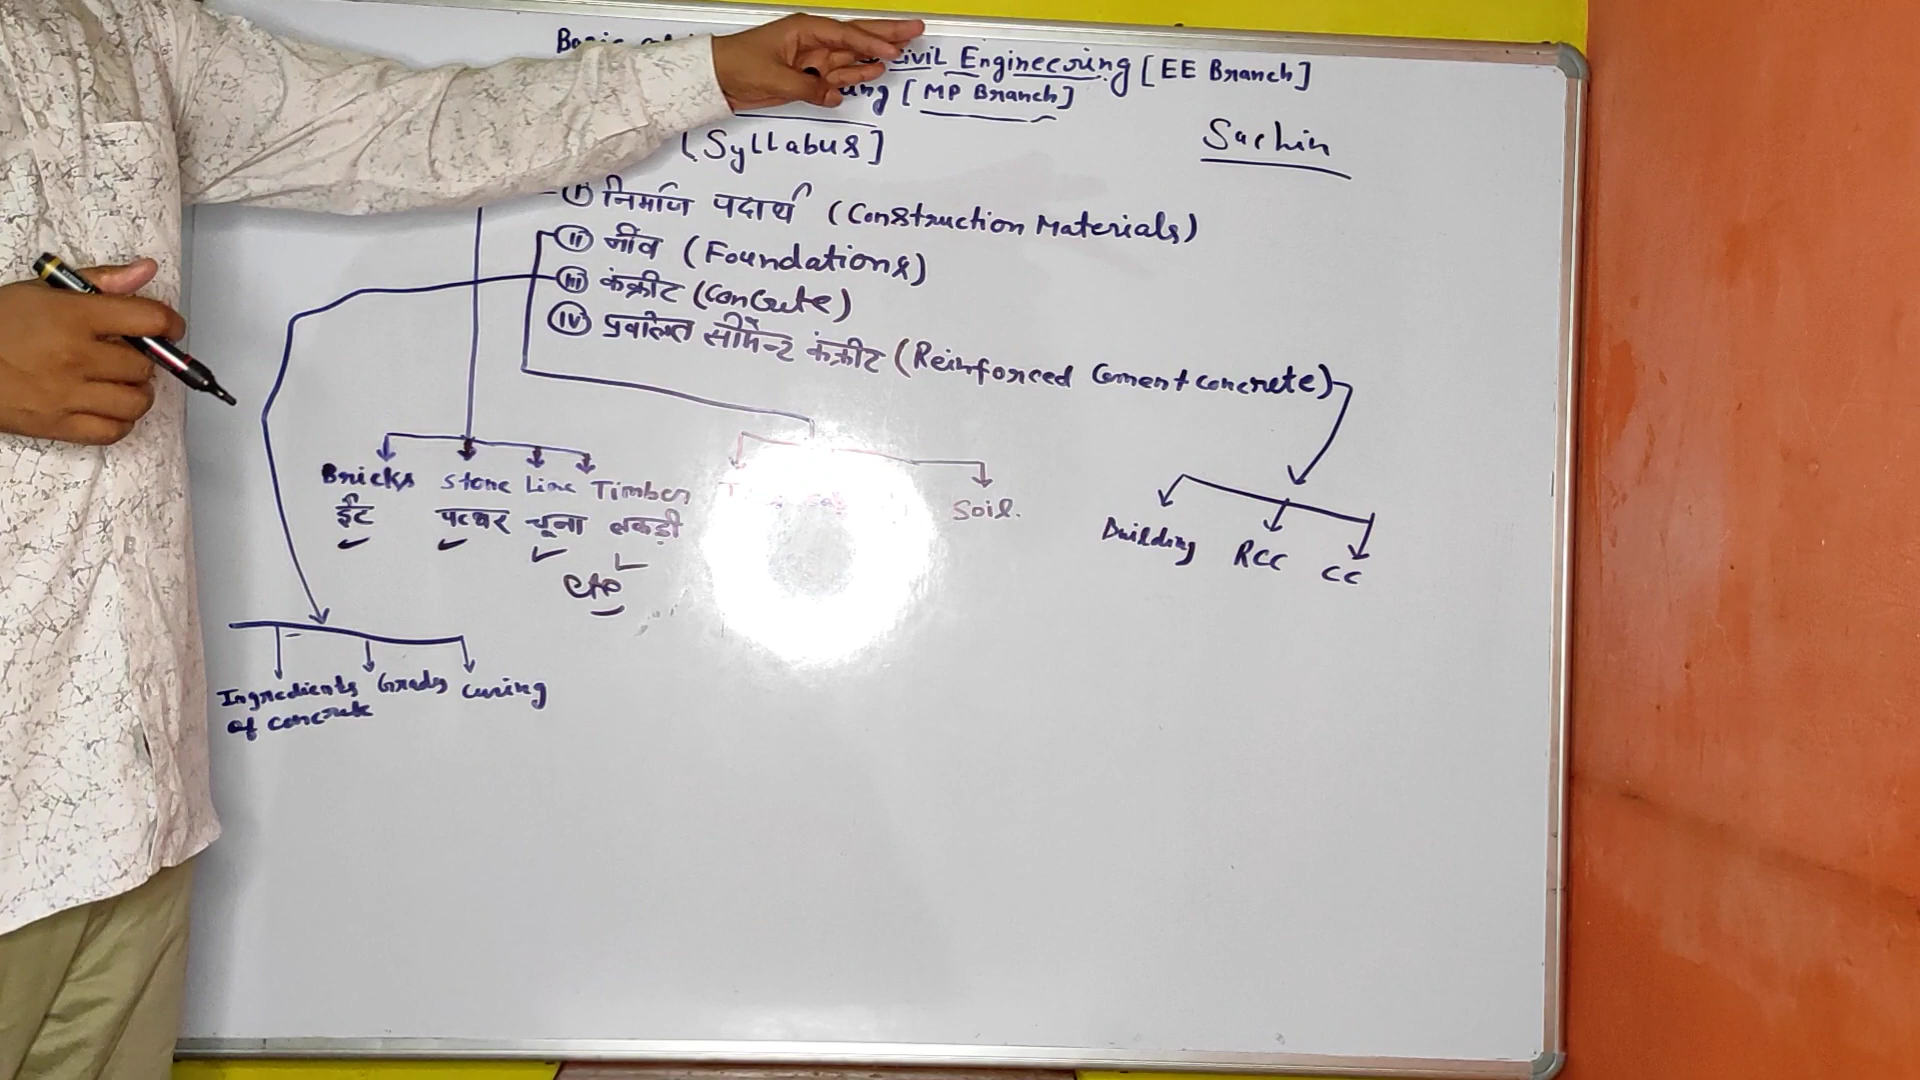 Basic
Civil Engineering [EE Branch]
[MP Branch]
[Syllabus]
Sachin
(i) निर्माण पदार्थ (Construction Materials)
(ii) नींव (Foundations)
(iii) कंक्रीट (Concrete)
(iv) प्रबलित सीमेन्ट कंक्रीट (Reinforced Cement concrete)
Bricks Stone Lime Timber
Soil.
ईंट पत्थर चूना लकड़ी
Building RCC CC
Ingredients of concrete
Grades
Curing